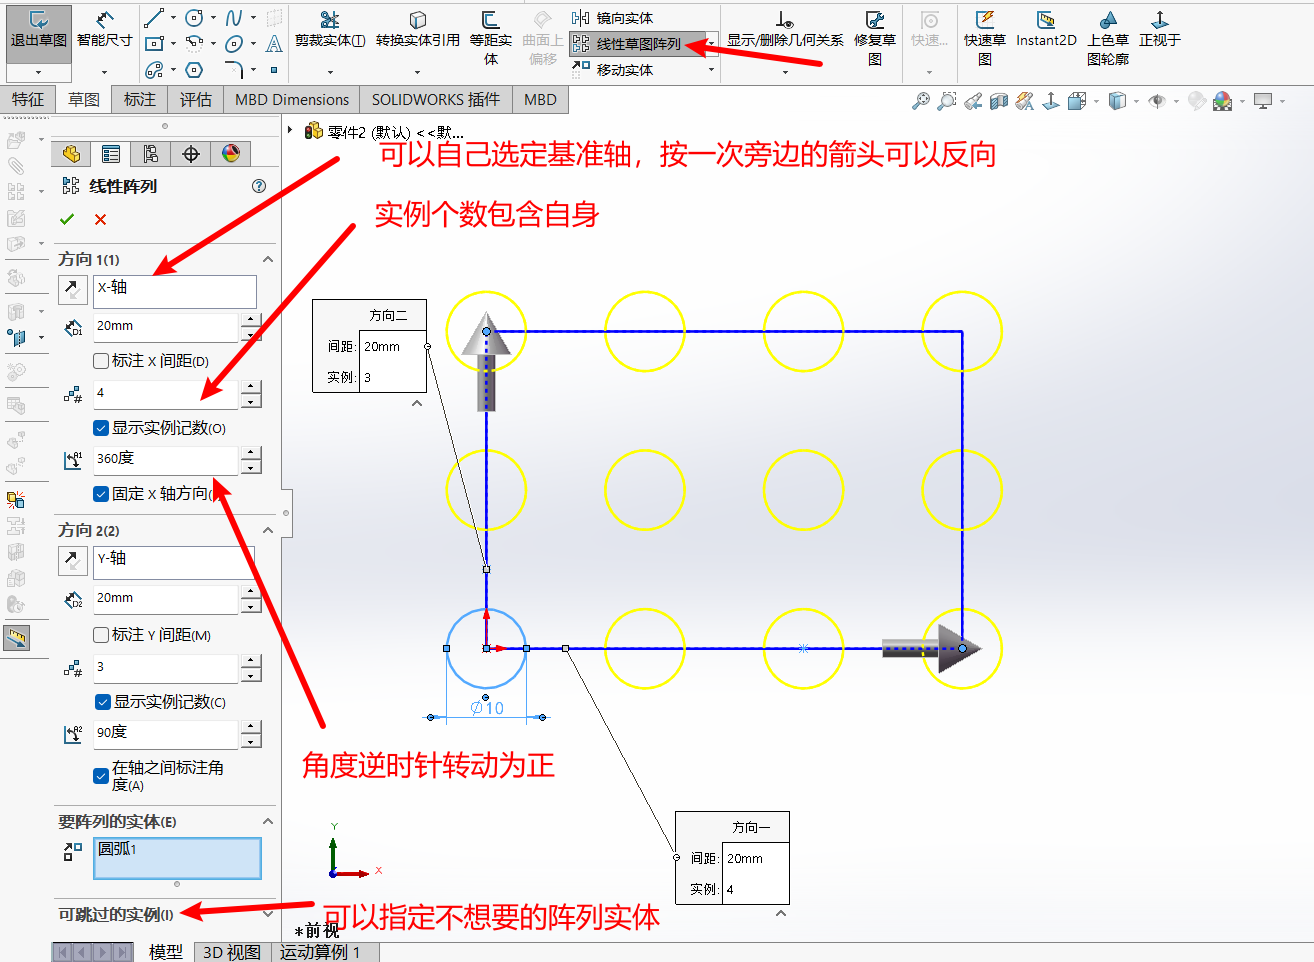 退出草图
智能尺寸
剪裁实体(T)
转换实体引用
等距实体
曲面上偏移
镜向实体
线性草图阵列
移动实体
显示/删除几何关系
修复草图
快速...
快速草图
Instant2D
上色草图轮廓
正视于
特征
草图
标注
评估
MBD Dimensions
SOLIDWORKS 插件
MBD
零件2 (默认) <<默...
可以自己选定基准轴，按一次旁边的箭头可以反向
线性阵列
实例个数包含自身
方向 1(1)
X-轴
D1
20mm
标注 X 间距(D)
#
4
显示实例记数(O)
A1
360度
固定 X 轴方向(
方向 2(2)
Y-轴
D2
20mm
标注 Y 间距(M)
#
3
显示实例记数(C)
A2
90度
在轴之间标注角
度(A)
要阵列的实体(E)
圆弧1
可跳过的实例(I)
方向二
间距: 20mm
实例: 3
∅10
角度逆时针转动为正
方向一
间距: 20mm
实例: 4
Y
X
可以指定不想要的阵列实体
*前视
模型
3D 视图
运动算例 1